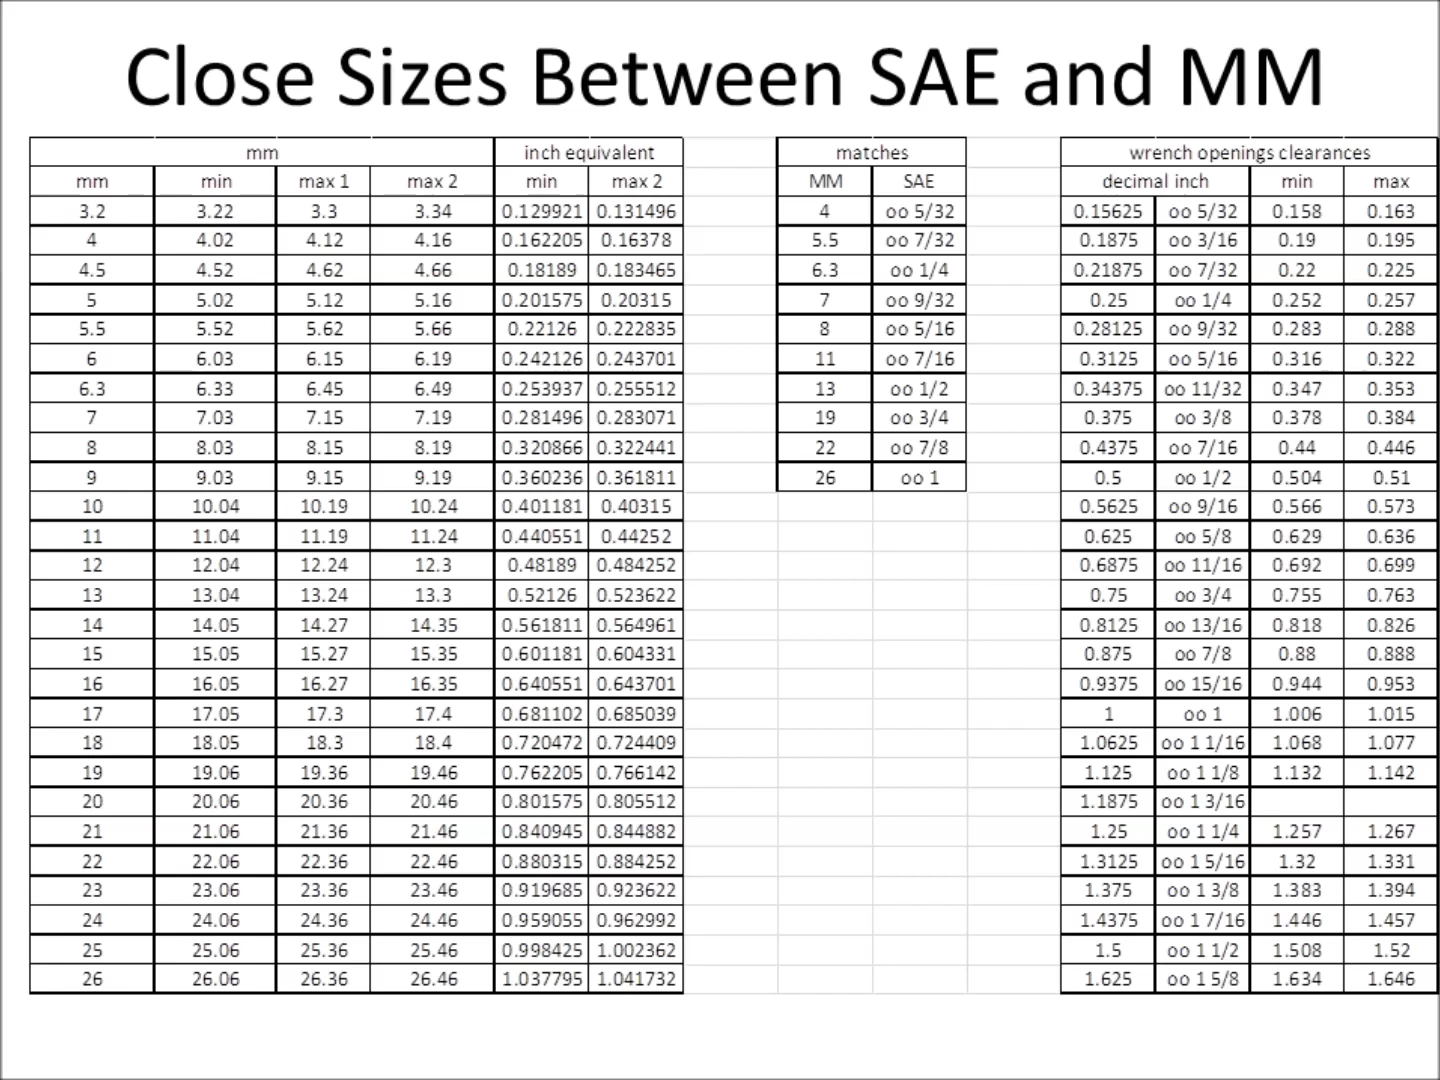 Close Sizes Between SAE and MM
mm inch equivalent matches wrench openings clearances
mm min max 1 max 2 min max 2 MM SAE decimal inch min max
3.2 3.22 3.3 3.34 0.129921 0.131496 4 oo 5/32 0.15625 oo 5/32 0.158 0.163
4 4.02 4.12 4.16 0.162205 0.16378 5.5 oo 7/32 0.1875 oo 3/16 0.19 0.195
4.5 4.52 4.62 4.66 0.18189 0.183465 6.3 oo 1/4 0.21875 oo 7/32 0.22 0.225
5 5.02 5.12 5.16 0.201575 0.20315 7 oo 9/32 0.25 oo 1/4 0.252 0.257
5.5 5.52 5.62 5.66 0.22126 0.222835 8 oo 5/16 0.28125 oo 9/32 0.283 0.288
6 6.03 6.15 6.19 0.242126 0.243701 11 oo 7/16 0.3125 oo 5/16 0.316 0.322
6.3 6.33 6.45 6.49 0.253937 0.255512 13 oo 1/2 0.34375 oo 11/32 0.347 0.353
7 7.03 7.15 7.19 0.281496 0.283071 19 oo 3/4 0.375 oo 3/8 0.378 0.384
8 8.03 8.15 8.19 0.320866 0.322441 22 oo 7/8 0.4375 oo 7/16 0.44 0.446
9 9.03 9.15 9.19 0.360236 0.361811 26 oo 1 0.5 oo 1/2 0.504 0.51
10 10.04 10.19 10.24 0.401181 0.40315 0.5625 oo 9/16 0.566 0.573
11 11.04 11.19 11.24 0.440551 0.44252 0.625 oo 5/8 0.629 0.636
12 12.04 12.24 12.3 0.48189 0.484252 0.6875 oo 11/16 0.692 0.699
13 13.04 13.24 13.3 0.52126 0.523622 0.75 oo 3/4 0.755 0.763
14 14.05 14.27 14.35 0.561811 0.564961 0.8125 oo 13/16 0.818 0.826
15 15.05 15.27 15.35 0.601181 0.604331 0.875 oo 7/8 0.88 0.888
16 16.05 16.27 16.35 0.640551 0.643701 0.9375 oo 15/16 0.944 0.953
17 17.05 17.3 17.4 0.681102 0.685039 1 oo 1 1.006 1.015
18 18.05 18.3 18.4 0.720472 0.724409 1.0625 oo 1 1/16 1.068 1.077
19 19.06 19.36 19.46 0.762205 0.766142 1.125 oo 1 1/8 1.132 1.142
20 20.06 20.36 20.46 0.801575 0.805512 1.1875 oo 1 3/16
21 21.06 21.36 21.46 0.840945 0.844882 1.25 oo 1 1/4 1.257 1.267
22 22.06 22.36 22.46 0.880315 0.884252 1.3125 oo 1 5/16 1.32 1.331
23 23.06 23.36 23.46 0.919685 0.923622 1.375 oo 1 3/8 1.383 1.394
24 24.06 24.36 24.46 0.959055 0.962992 1.4375 oo 1 7/16 1.446 1.457
25 25.06 25.36 25.46 0.998425 1.002362 1.5 oo 1 1/2 1.508 1.52
26 26.06 26.36 26.46 1.037795 1.041732 1.625 oo 1 5/8 1.634 1.646